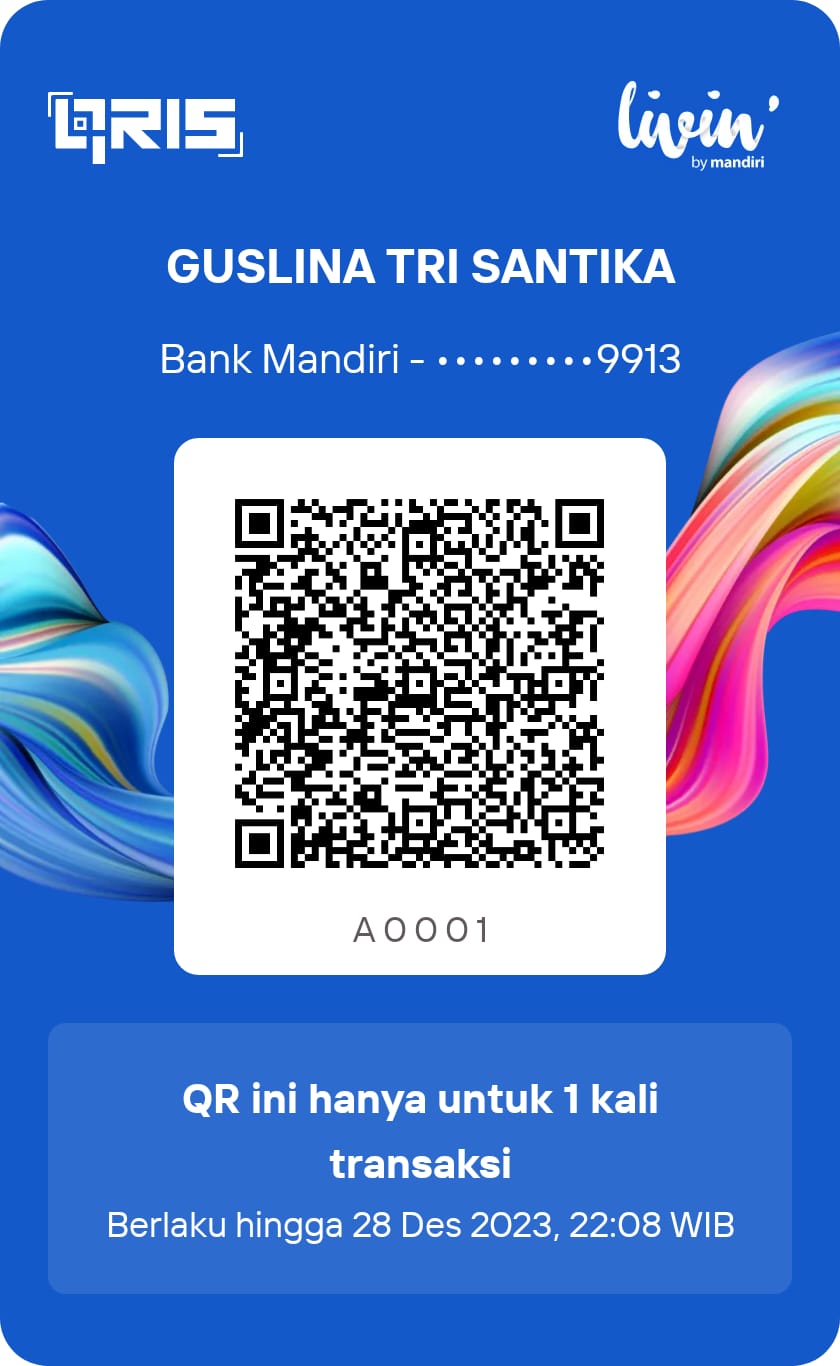 QRIS
livin'
by mandiri
GUSLINA TRI SANTIKA
Bank Mandiri - •••••••••9913
A0001
QR ini hanya untuk 1 kali
transaksi
Berlaku hingga 28 Des 2023, 22:08 WIB